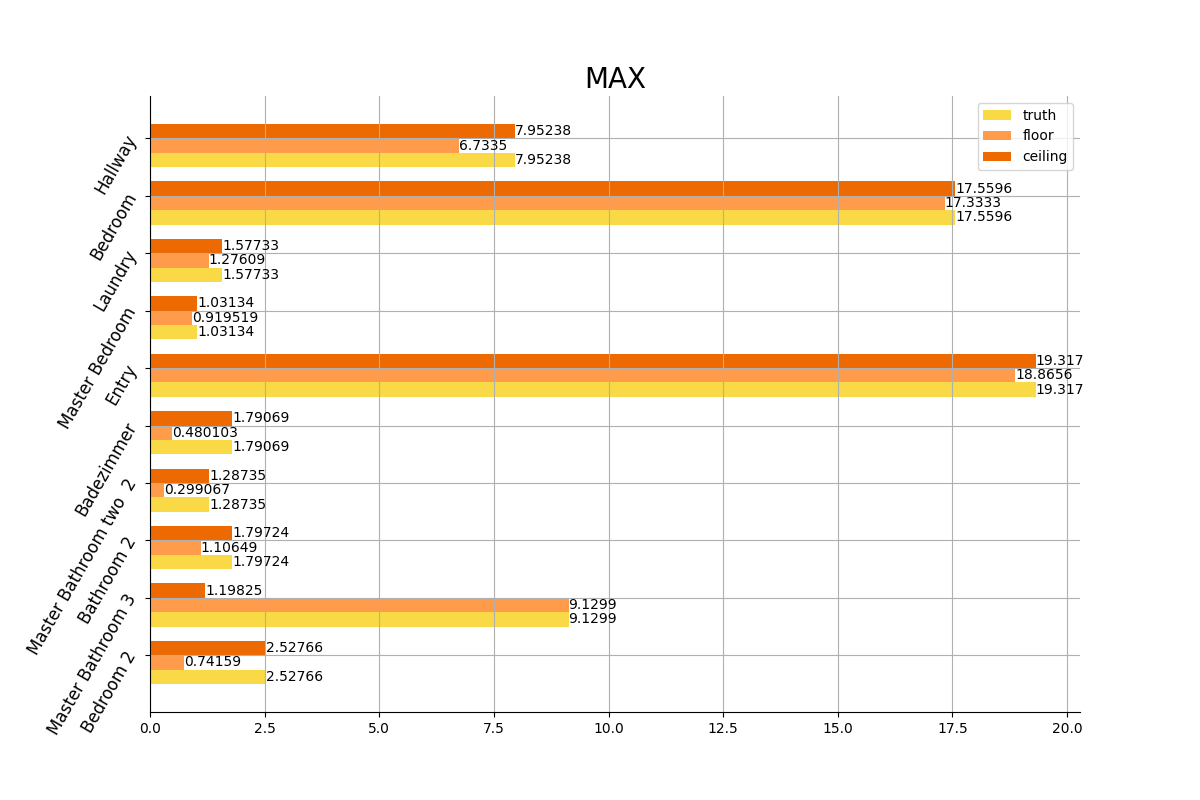 MAX
truth
floor
ceiling
Hallway
7.95238
6.7335
7.95238
Bedroom
17.5596
17.3333
17.5596
Laundry
1.57733
1.27609
1.57733
Master Bedroom
1.03134
0.919519
1.03134
Entry
19.317
18.8656
19.317
Badezimmer
1.79069
0.480103
1.79069
Master Bathroom two 2
1.28735
0.299067
1.28735
Bathroom 2
1.79724
1.10649
1.79724
Master Bathroom 3
1.19825
9.1299
9.1299
Bedroom 2
2.52766
0.74159
2.52766
0.0 2.5 5.0 7.5 10.0 12.5 15.0 17.5 20.0